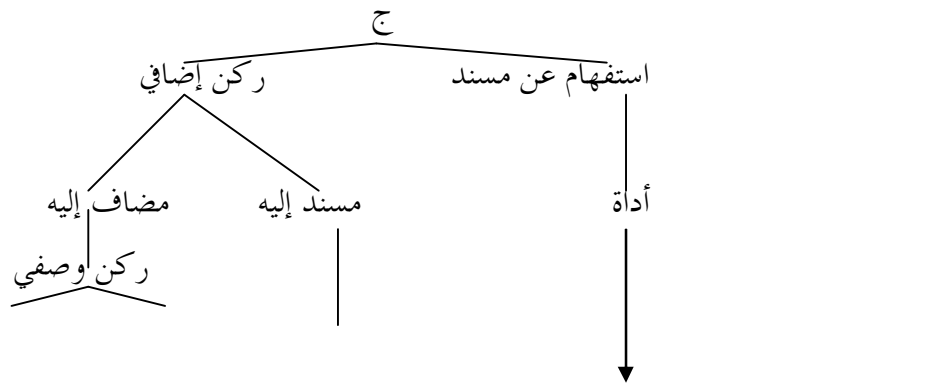 ج
استفهام عن مسند ركن إضافي
أداة مسند إليه مضاف إليه
ركن وصفي